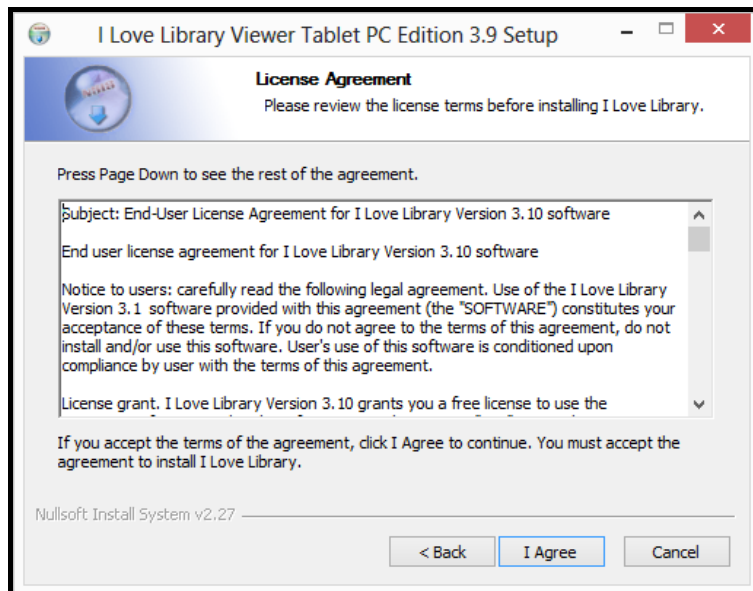 I Love Library Viewer Tablet PC Edition 3.9 Setup
License Agreement
Please review the license terms before installing I Love Library.
Press Page Down to see the rest of the agreement.
Subject: End-User License Agreement for I Love Library Version 3.10 software
End user license agreement for I Love Library Version 3.10 software
Notice to users: carefully read the following legal agreement. Use of the I Love Library
Version 3.1  software provided with this agreement (the "SOFTWARE") constitutes your
acceptance of these terms. If you do not agree to the terms of this agreement, do not
install and/or use this software. User's use of this software is conditioned upon
compliance by user with the terms of this agreement.
License grant. I Love Library Version 3.10 grants you a free license to use the
If you accept the terms of the agreement, click I Agree to continue. You must accept the
agreement to install I Love Library.
Nullsoft Install System v2.27
< Back
I Agree
Cancel